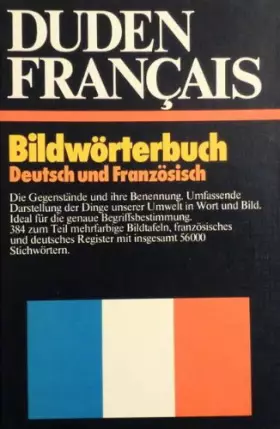 DUDEN
FRANÇAIS
Bildwörterbuch
Deutsch und Französisch
Die Gegenstände und ihre Benennung. Umfassende
Darstellung der Dinge unserer Umwelt in Wort und Bild.
Ideal für die genaue Begriffsbestimmung.
384 zum Teil mehrfarbige Bildtafeln, französisches
und deutsches Register mit insgesamt 56000
Stichwörtern.